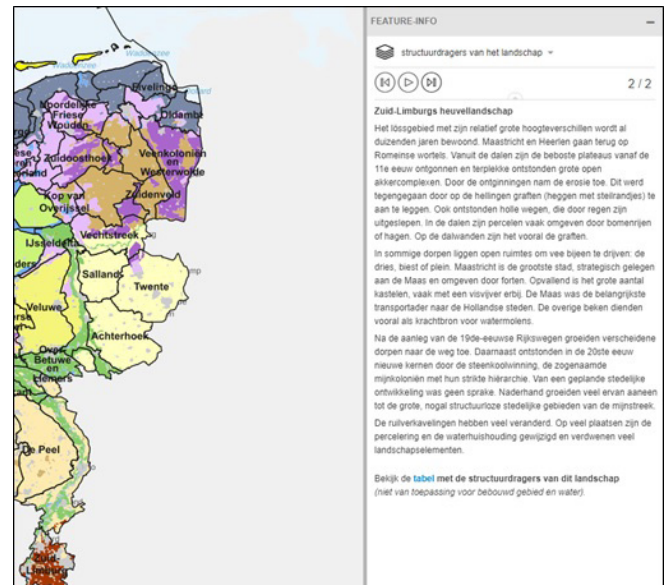 Waddenzee
Waddenzee
Dollard
Fivelingo
Oldambt
Noordelijke
Friese
Wouden
Zuidoosthoek
Veenkoloniën
en
Westerwolde
Kop van
Overijssel
Zuidenveld
Vechtstreek
IJsseldelta
Salland
Twente
Veluwe
Achterhoek
Over-
Betuwe
en
Liemers
De Peel
Zuid-
Limburg
FEATURE-INFO
structuurdragers van het landschap
2 / 2
Zuid-Limburgs heuvellandschap
Het lössgebied met zijn relatief grote hoogteverschillen wordt al
duizenden jaren bewoond. Maastricht en Heerlen gaan terug op
Romeinse wortels. Vanuit de dalen zijn de beboste plateaus vanaf de
11e eeuw ontgonnen en terplekke ontstonden grote open
akkercomplexen. Door de ontginningen nam de erosie toe. Dit werd
tegengegaan door op de hellingen graften (heggen met steilrandjes) te
aan te leggen. Ook ontstonden holle wegen, die door regen zijn
uitgeslepen. In de dalen zijn percelen vaak omgeven door bomenrijen
of hagen. Op de dalwanden zijn het vooral de graften.
In sommige dorpen liggen open ruimtes om vee bijeen te drijven: de
dries, biest of plein. Maastricht is de grootste stad, strategisch gelegen
aan de Maas en omgeven door forten. Opvallend is het grote aantal
kastelen, vaak met een visvijver erbij. De Maas was de belangrijkste
transportader naar de Hollandse steden. De overige beken dienden
vooral als krachtbron voor watermolens.
Na de aanleg van de 19de-eeuwse Rijkswegen groeiden verscheidene
dorpen naar de weg toe. Daarnaast ontstonden in de 20ste eeuw
nieuwe kernen door de steenkoolwinning, de zogenaamde
mijnkoloniën met hun strikte hiërarchie. Van een geplande stedelijke
ontwikkeling was geen sprake. Naderhand groeiden veel ervan aaneen
tot de grote, nogal structuurloze stedelijke gebieden van de mijnstreek.
De ruilverkavelingen hebben veel veranderd. Op veel plaatsen zijn de
percelering en de waterhuishouding gewijzigd en verdwenen veel
landschapselementen.
Bekijk de tabel met de structuurdragers van dit landschap
(niet van toepassing voor bebouwd gebied en water).